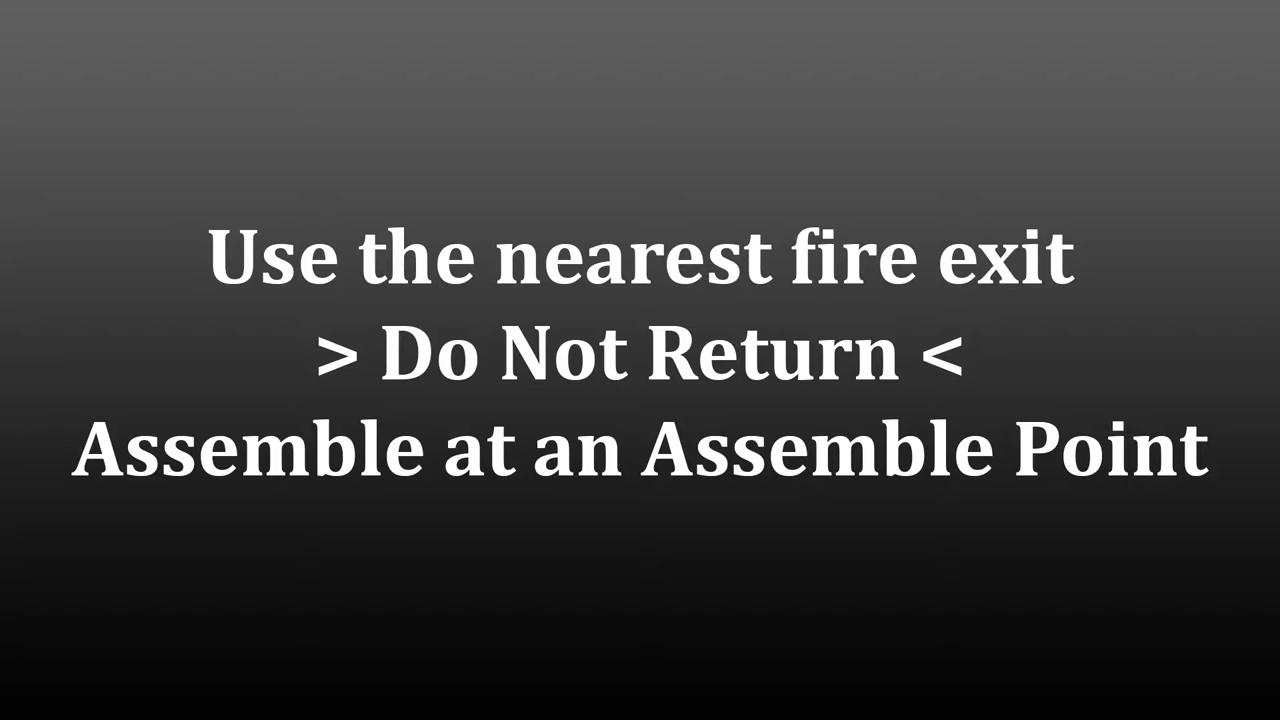 Use the nearest fire exit
> Do Not Return <
Assemble at an Assemble Point